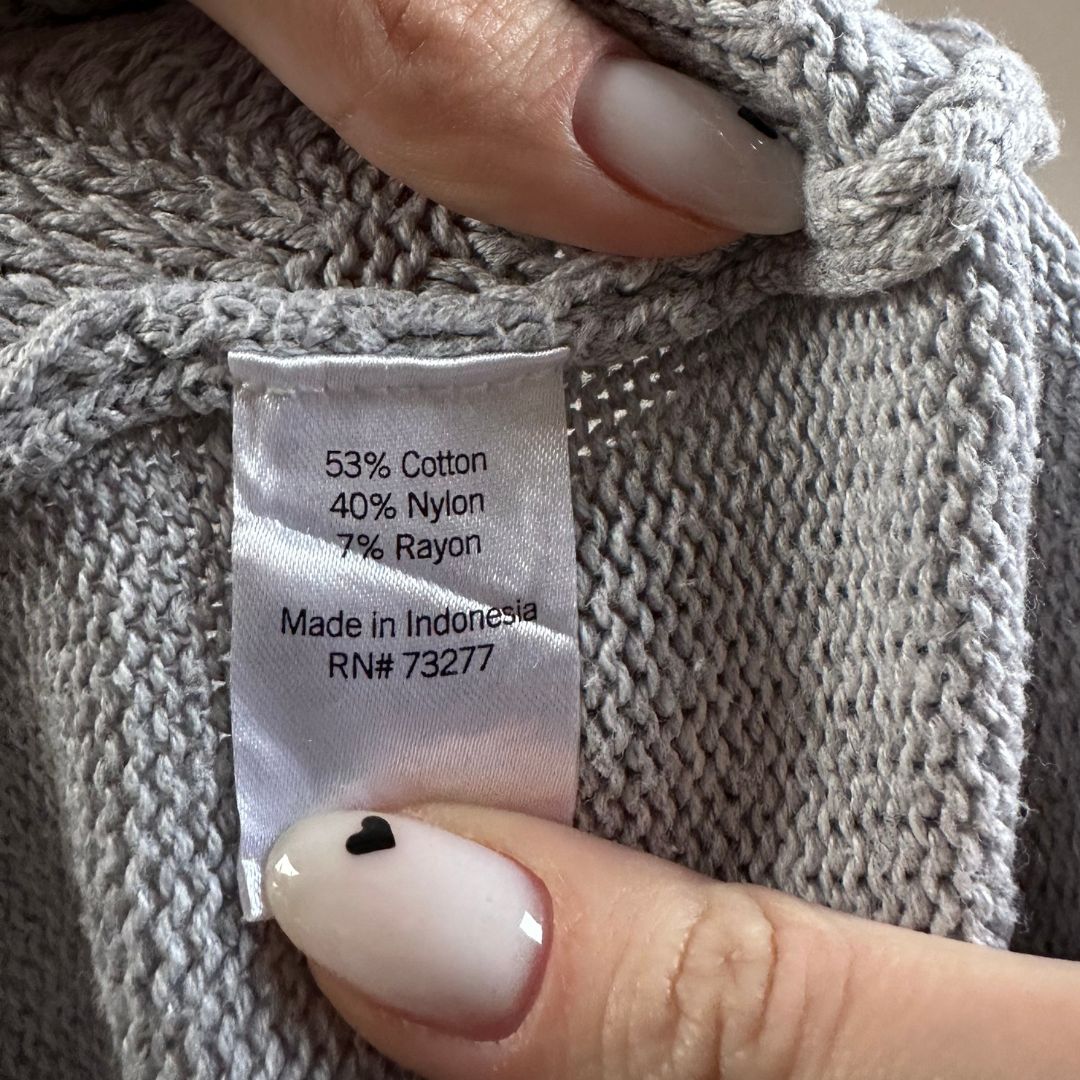 53% Cotton
40% Nylon
7% Rayon
Made in Indonesia
RN# 73277